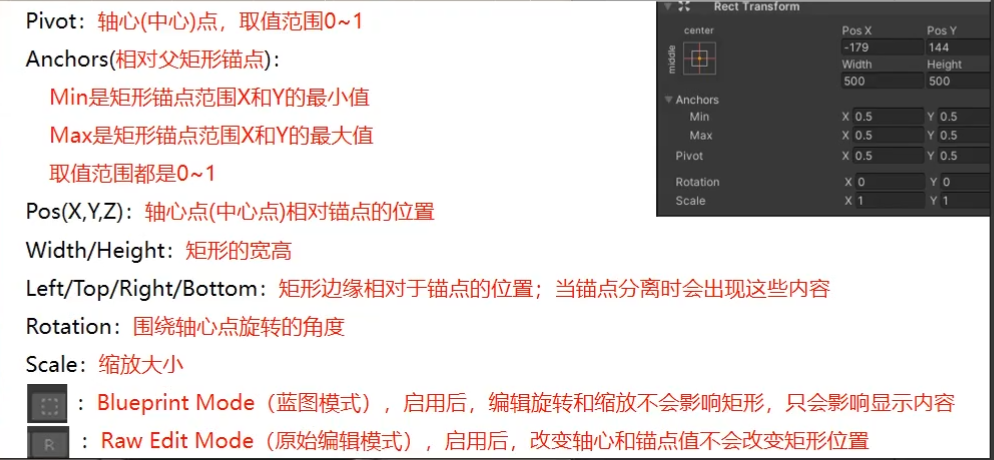 Pivot：轴心(中心)点，取值范围0~1
Anchors(相对父矩形锚点)：
Min是矩形锚点范围X和Y的最小值
Max是矩形锚点范围X和Y的最大值
取值范围都是0~1
Pos(X,Y,Z)：轴心点(中心点)相对锚点的位置
Width/Height：矩形的宽高
Left/Top/Right/Bottom：矩形边缘相对于锚点的位置；当锚点分离时会出现这些内容
Rotation：围绕轴心点旋转的角度
Scale：缩放大小
：Blueprint Mode（蓝图模式），启用后，编辑旋转和缩放不会影响矩形，只会影响显示内容
R ：Raw Edit Mode（原始编辑模式），启用后，改变轴心和锚点值不会改变矩形位置
Rect Transform
center
middle
Pos X Pos Y
-179 144
Width Height
500 500
Anchors
Min X 0.5 Y 0.5
Max X 0.5 Y 0.5
Pivot X 0.5 Y 0.5
Rotation X 0 Y 0
Scale X 1 Y 1